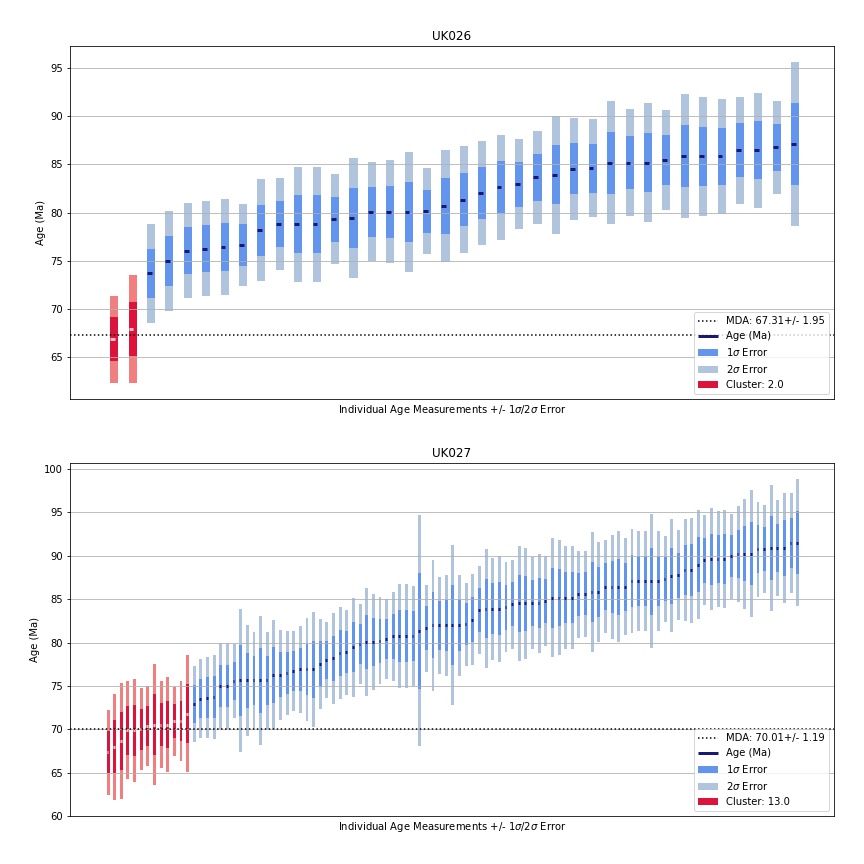 UK026
95
90
85
80
75
70
65
Age (Ma)
MDA: 67.31+/- 1.95
Age (Ma)
1σ Error
2σ Error
Cluster: 2.0
Individual Age Measurements +/- 1σ/2σ Error
UK027
100
95
90
85
80
75
70
65
60
Age (Ma)
MDA: 70.01+/- 1.19
Age (Ma)
1σ Error
2σ Error
Cluster: 13.0
Individual Age Measurements +/- 1σ/2σ Error